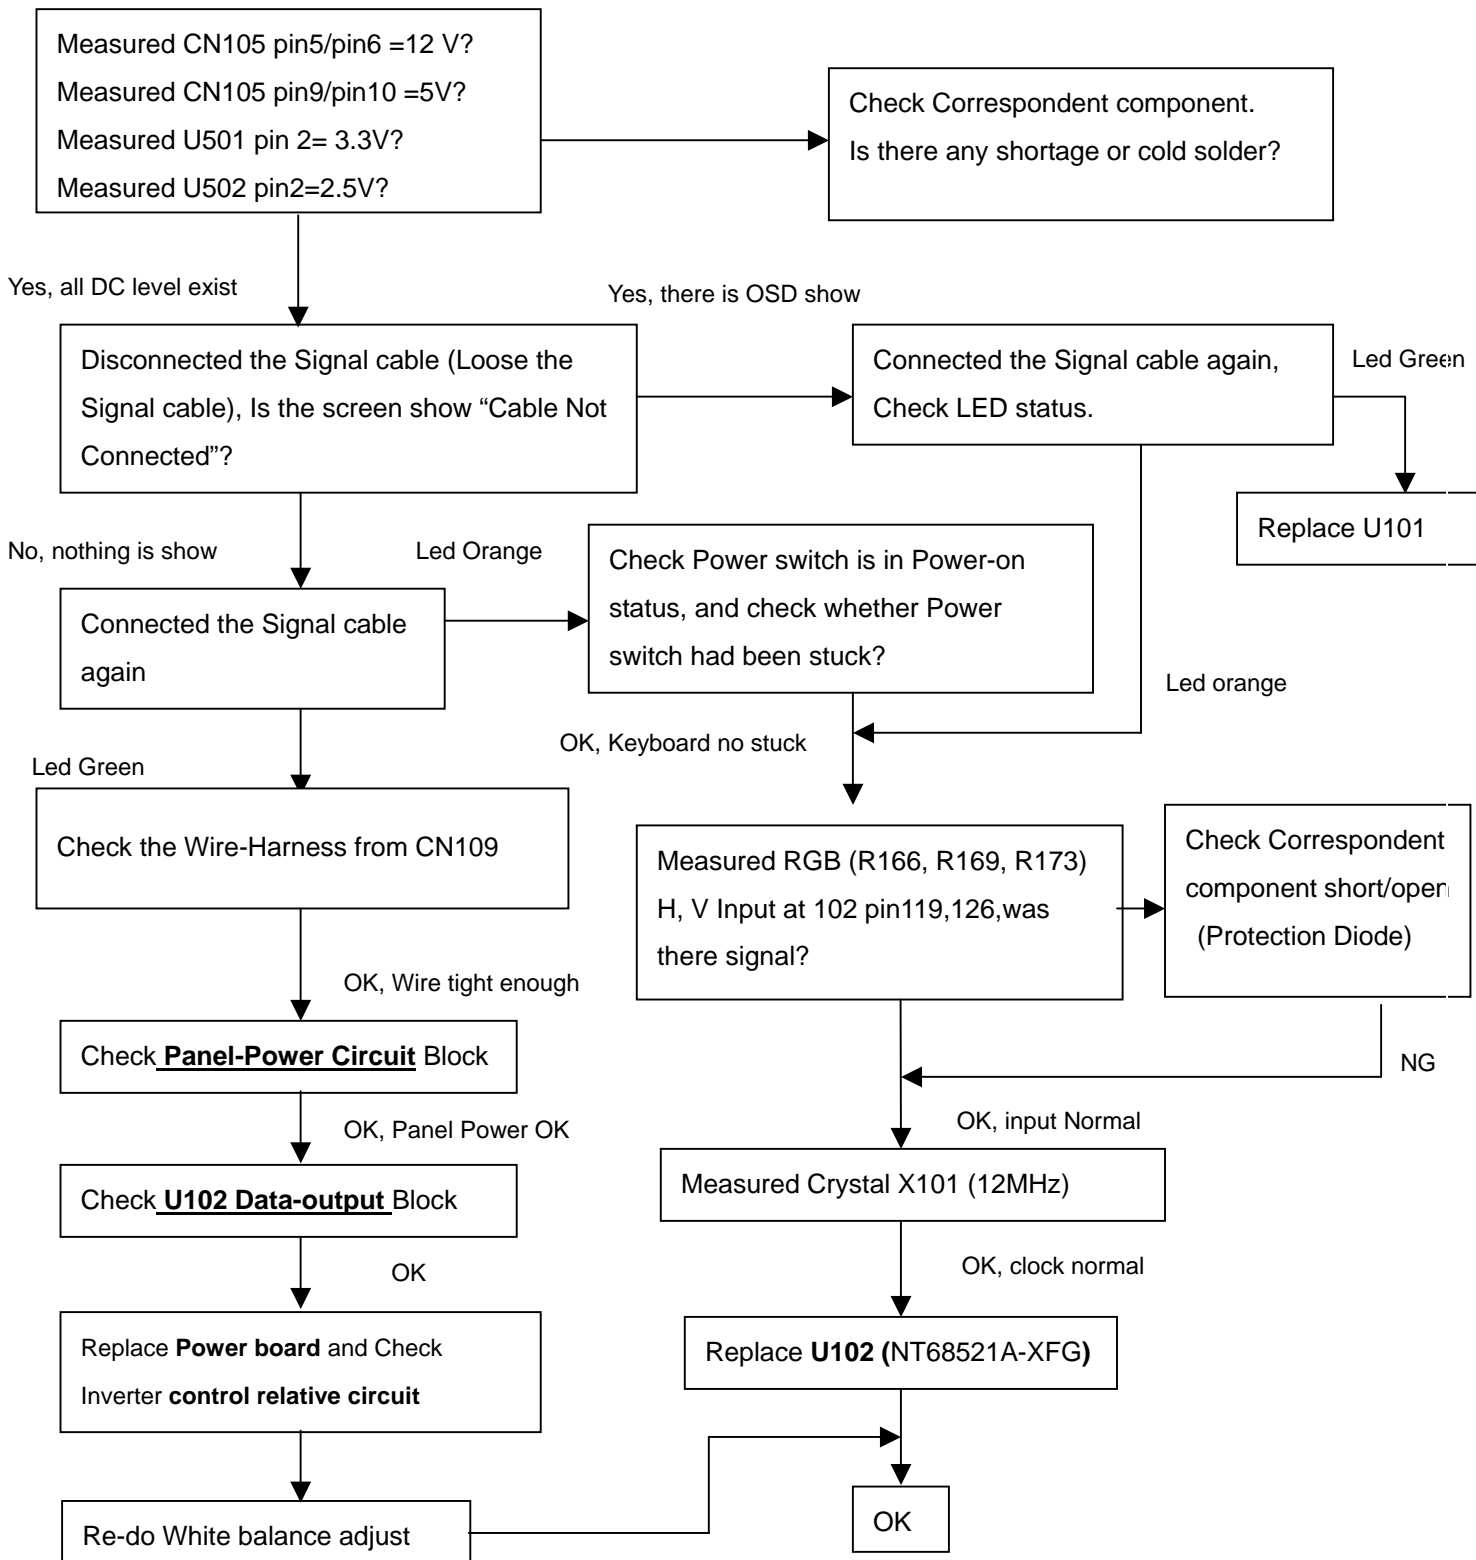 Measured CN105 pin5/pin6 =12 V?
Measured CN105 pin9/pin10 =5V?
Measured U501 pin 2= 3.3V?
Measured U502 pin2=2.5V?
Check Correspondent component.
Is there any shortage or cold solder?
Yes, all DC level exist
Yes, there is OSD show
Disconnected the Signal cable (Loose the
Signal cable), Is the screen show “Cable Not
Connected”?
Connected the Signal cable again,
Check LED status.
Led Green
Replace U101
No, nothing is show
Led Orange
Connected the Signal cable
again
Check Power switch is in Power-on
status, and check whether Power
switch had been stuck?
Led orange
OK, Keyboard no stuck
Led Green
Check the Wire-Harness from CN109
Measured RGB (R166, R169, R173)
H, V Input at 102 pin119,126,was
there signal?
Check Correspondent
component short/open
(Protection Diode)
OK, Wire tight enough
NG
Check Panel-Power Circuit Block
OK, input Normal
OK, Panel Power OK
Measured Crystal X101 (12MHz)
Check U102 Data-output Block
OK, clock normal
OK
Replace Power board and Check
Inverter control relative circuit
Replace U102 (NT68521A-XFG)
Re-do White balance adjust
OK